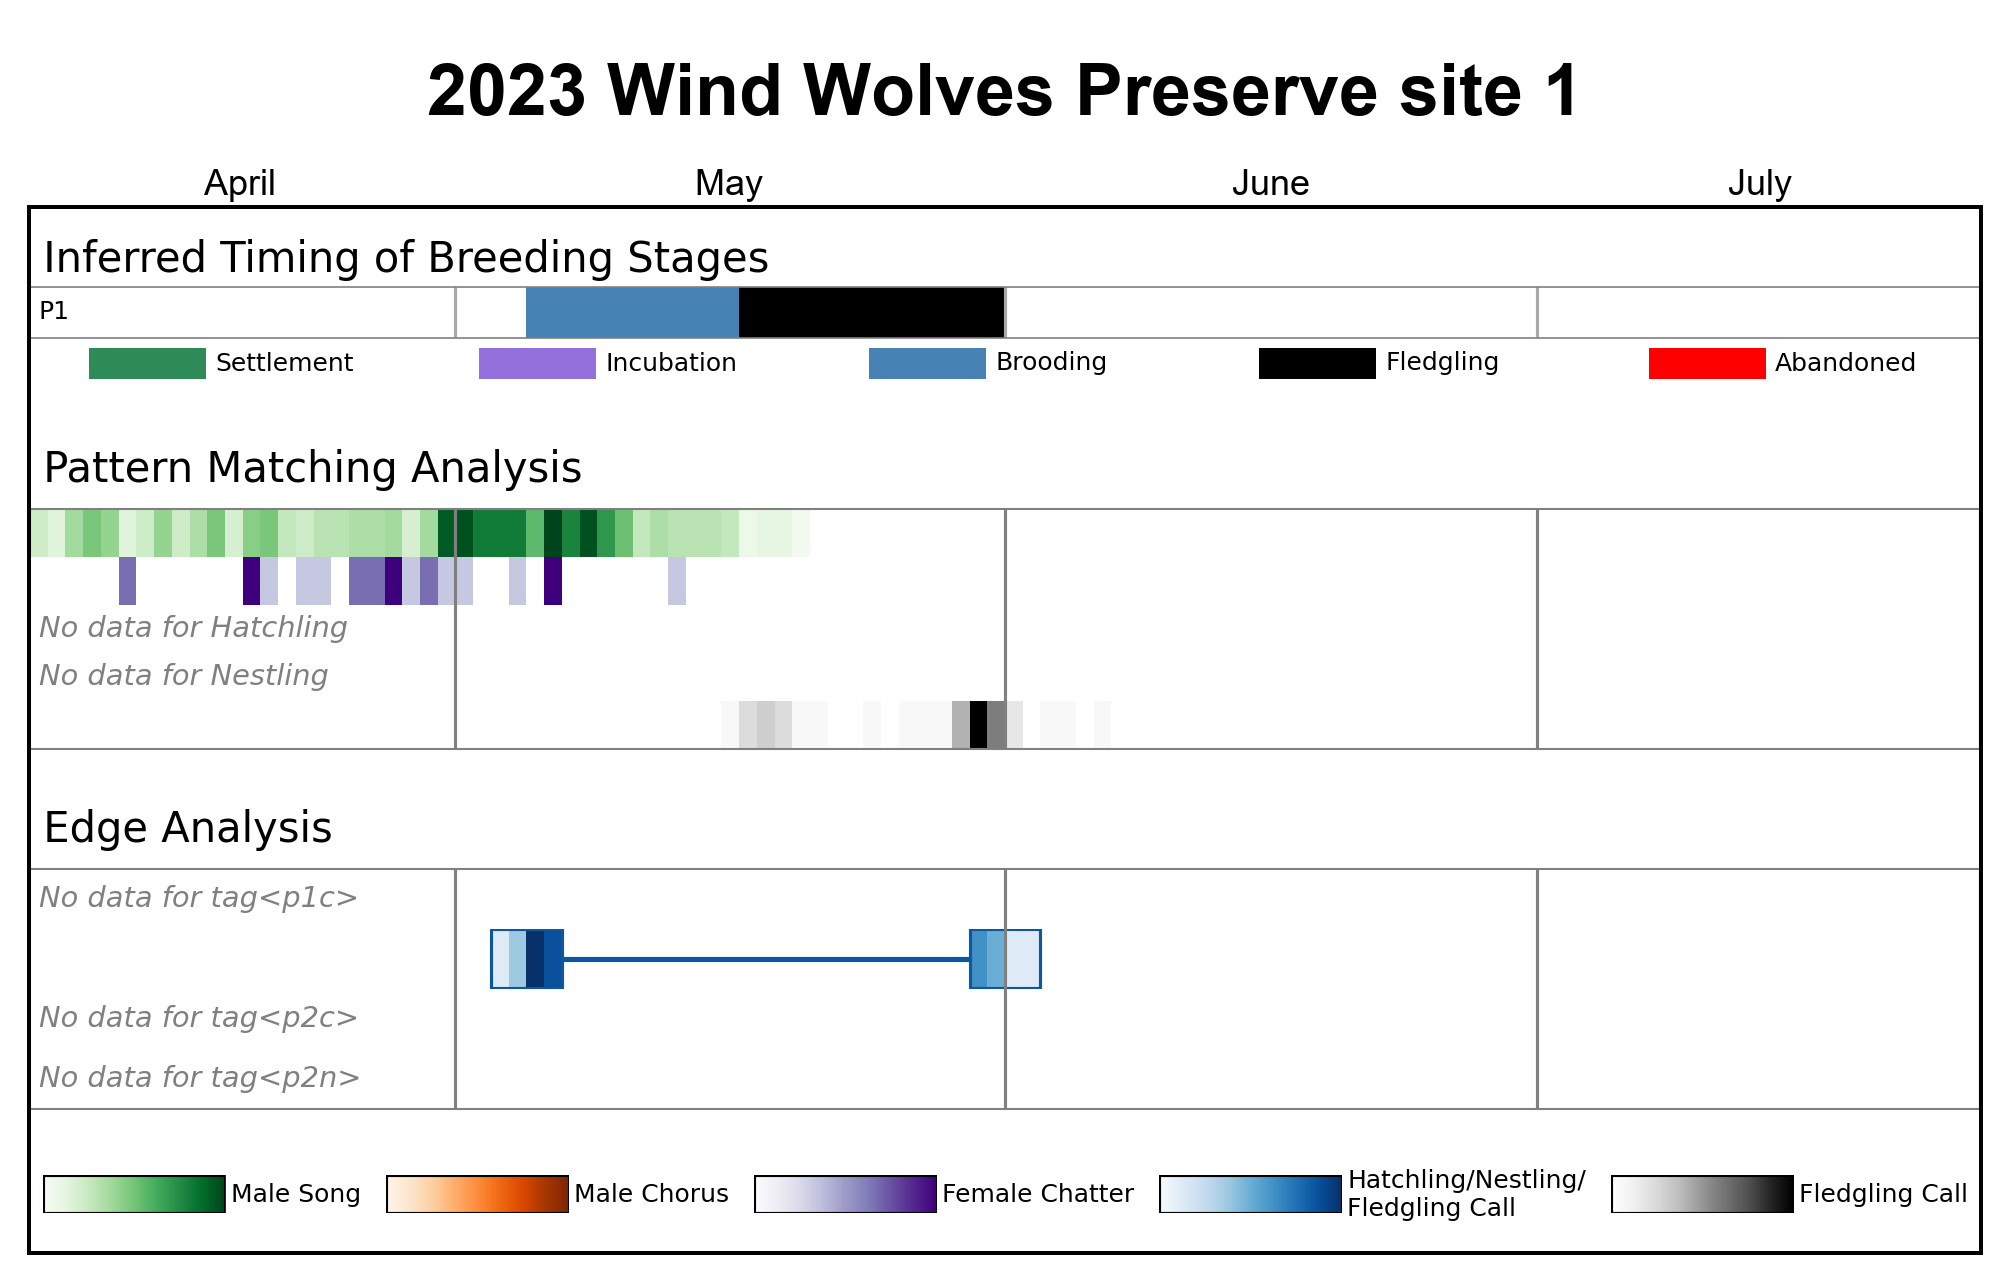 2023 Wind Wolves Preserve site 1
April May June July
Inferred Timing of Breeding Stages
P1
Settlement Incubation Brooding Fledgling Abandoned
Pattern Matching Analysis
No data for Hatchling
No data for Nestling
Edge Analysis
No data for tag<p1c>
No data for tag<p2c>
No data for tag<p2n>
Male Song Male Chorus Female Chatter Hatchling/Nestling/
Fledgling Call Fledgling Call